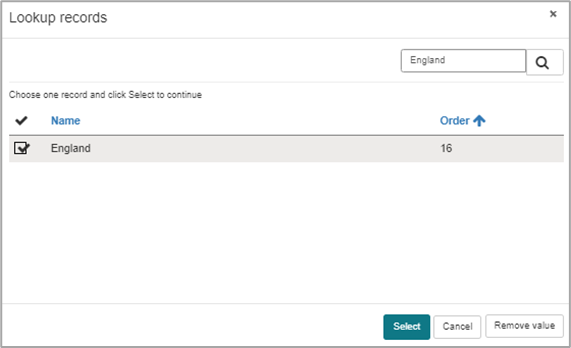 Lookup records
England
Choose one record and click Select to continue
Name Order
England 16
Select Cancel Remove value